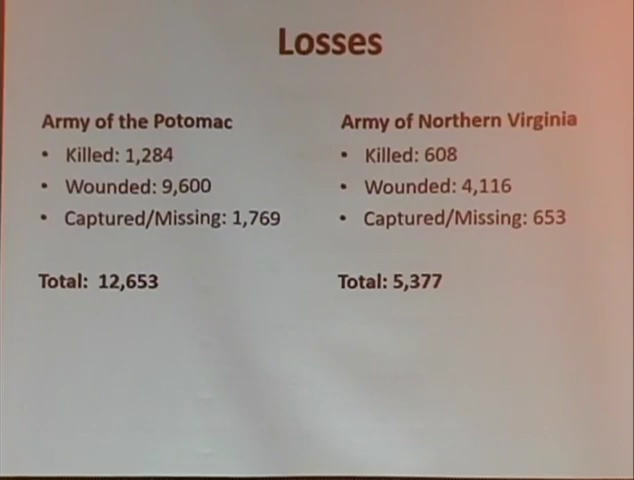 Losses
Army of the Potomac
• Killed: 1,284
• Wounded: 9,600
• Captured/Missing: 1,769
Total: 12,653
Army of Northern Virginia
• Killed: 608
• Wounded: 4,116
• Captured/Missing: 653
Total: 5,377